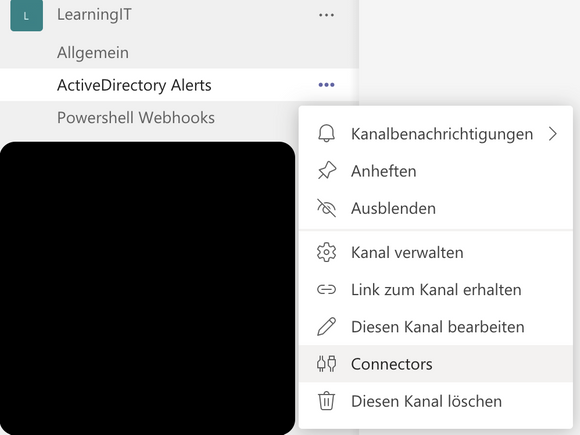 L
LearningIT
Allgemein
ActiveDirectory Alerts
Powershell Webhooks
Kanalbenachrichtigungen
Anheften
Ausblenden
Kanal verwalten
Link zum Kanal erhalten
Diesen Kanal bearbeiten
Connectors
Diesen Kanal löschen